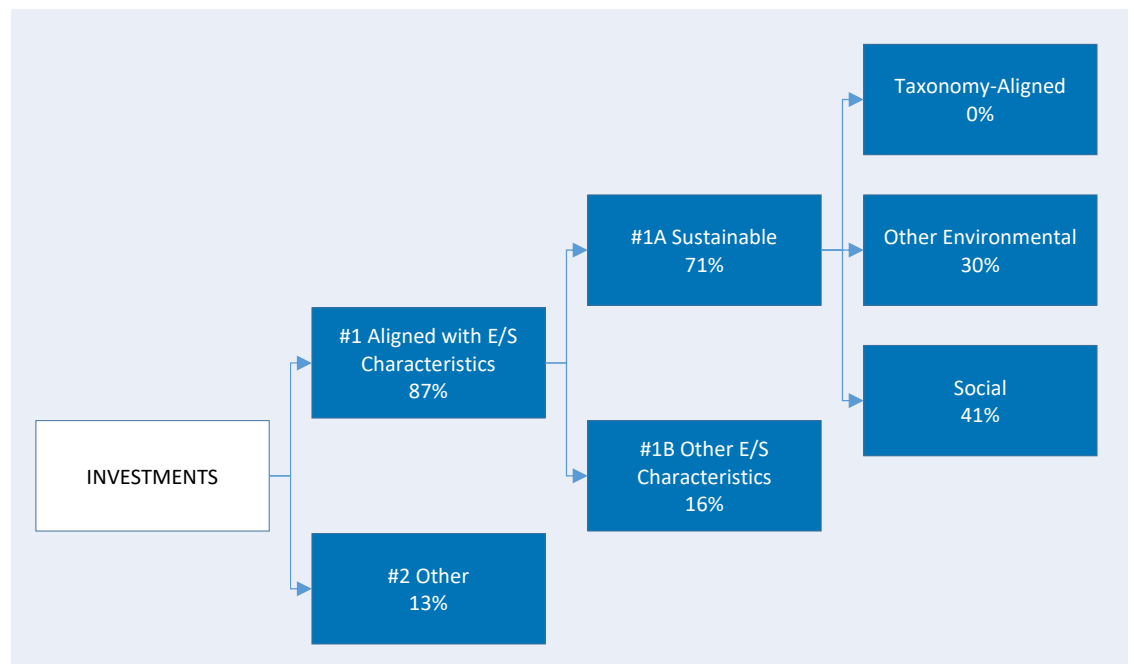 INVESTMENTS
#1 Aligned with E/S
Characteristics
87%
#2 Other
13%
#1A Sustainable
71%
#1B Other E/S
Characteristics
16%
Taxonomy-Aligned
0%
Other Environmental
30%
Social
41%